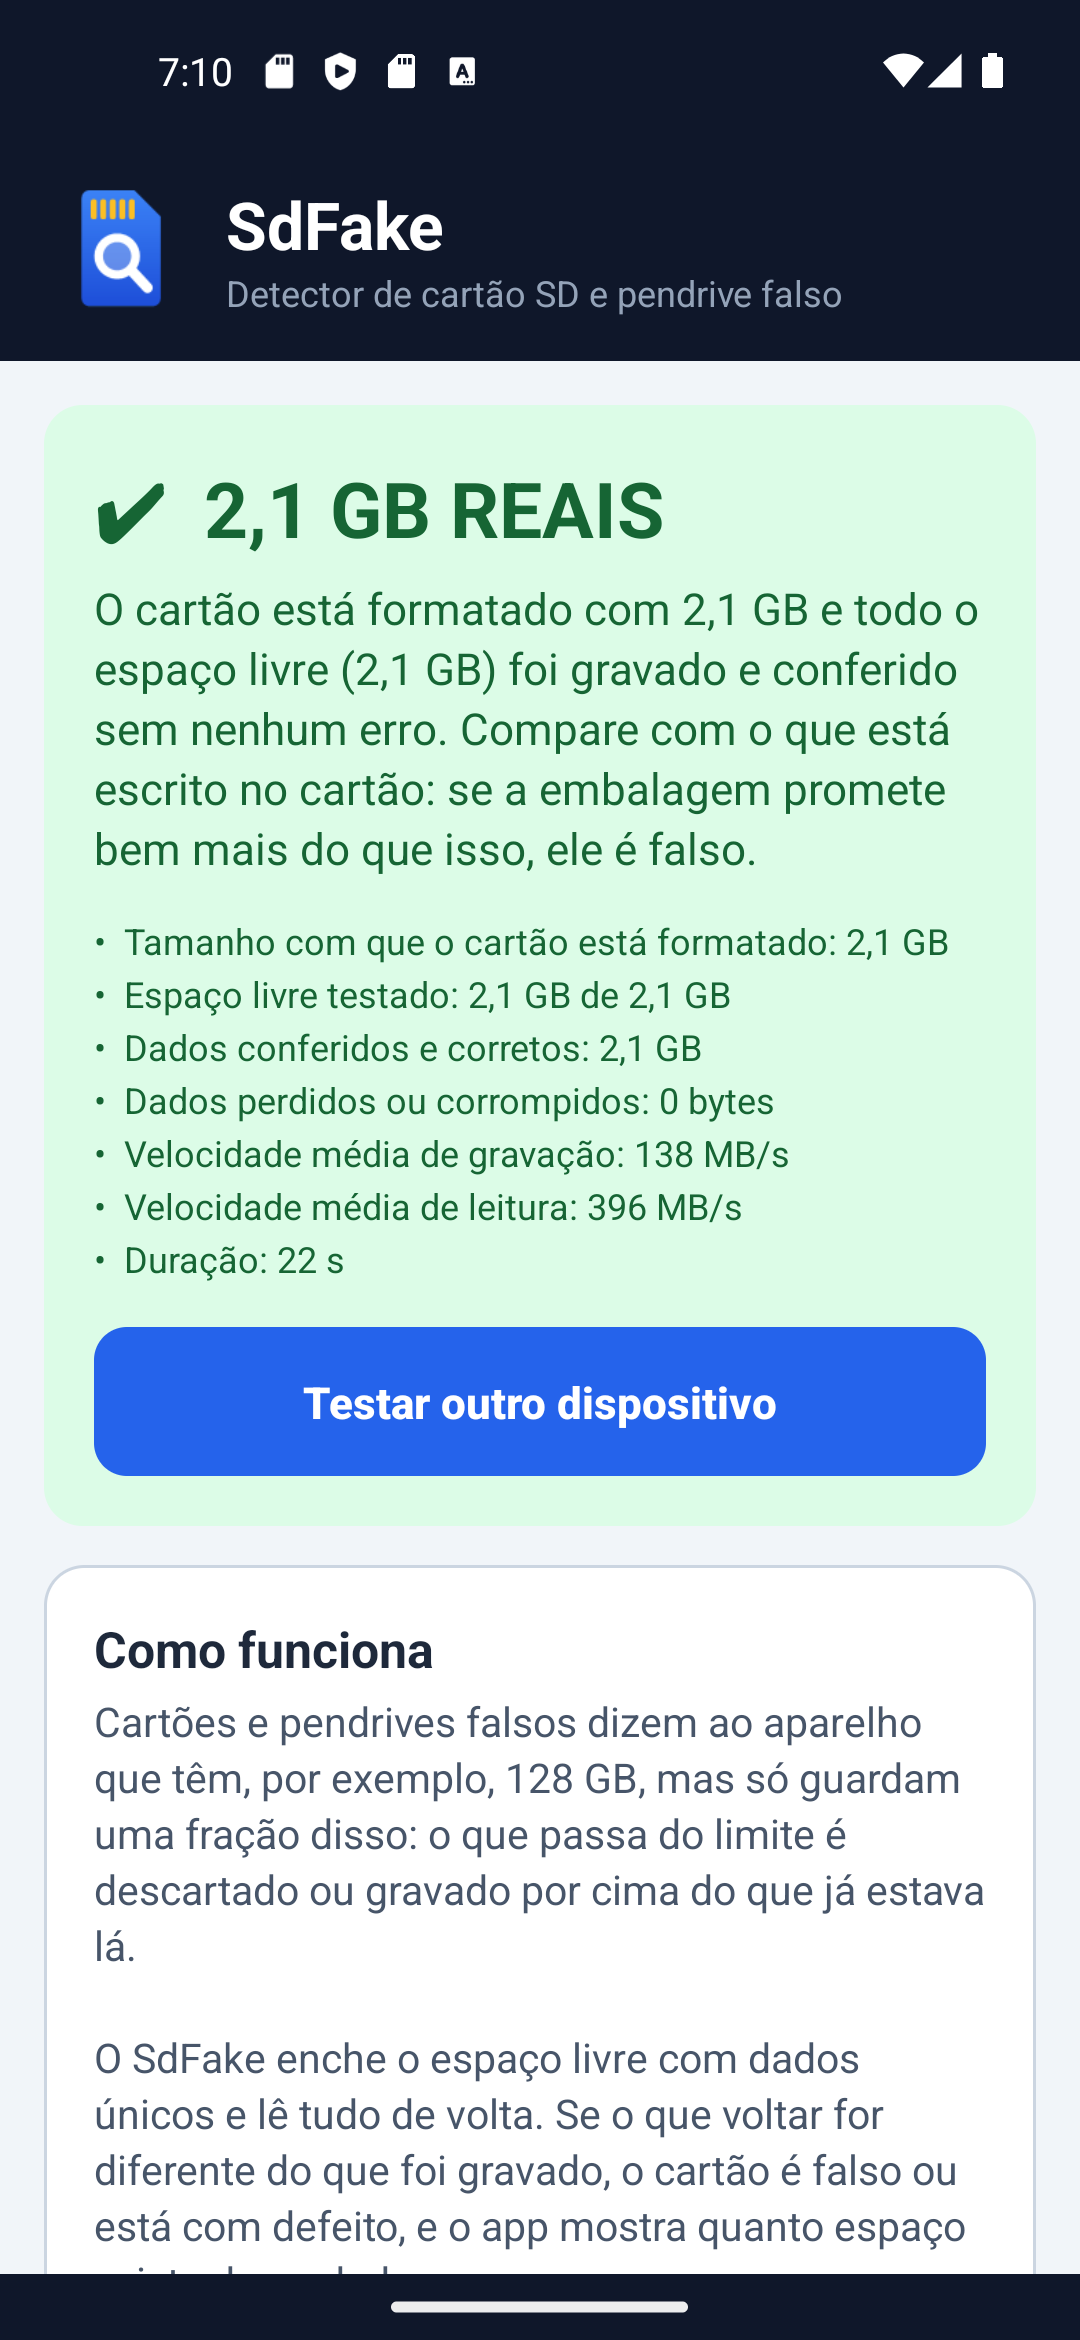 7:10
SdFake
Detector de cartão SD e pendrive falso
✔ 2,1 GB REAIS
O cartão está formatado com 2,1 GB e todo o
espaço livre (2,1 GB) foi gravado e conferido
sem nenhum erro. Compare com o que está
escrito no cartão: se a embalagem promete
bem mais do que isso, ele é falso.
• Tamanho com que o cartão está formatado: 2,1 GB
• Espaço livre testado: 2,1 GB de 2,1 GB
• Dados conferidos e corretos: 2,1 GB
• Dados perdidos ou corrompidos: 0 bytes
• Velocidade média de gravação: 138 MB/s
• Velocidade média de leitura: 396 MB/s
• Duração: 22 s
Testar outro dispositivo
Como funciona
Cartões e pendrives falsos dizem ao aparelho
que têm, por exemplo, 128 GB, mas só guardam
uma fração disso: o que passa do limite é
descartado ou gravado por cima do que já estava
lá.
O SdFake enche o espaço livre com dados
únicos e lê tudo de volta. Se o que voltar for
diferente do que foi gravado, o cartão é falso ou
está com defeito, e o app mostra quanto espaço